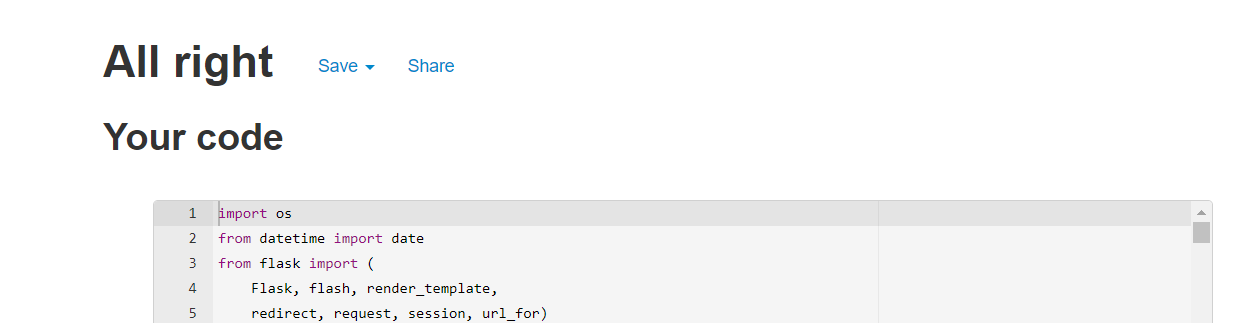 All right Save Share
Your code
1 import os
2 from datetime import date
3 from flask import (
4 Flask, flash, render_template,
5 redirect, request, session, url_for)